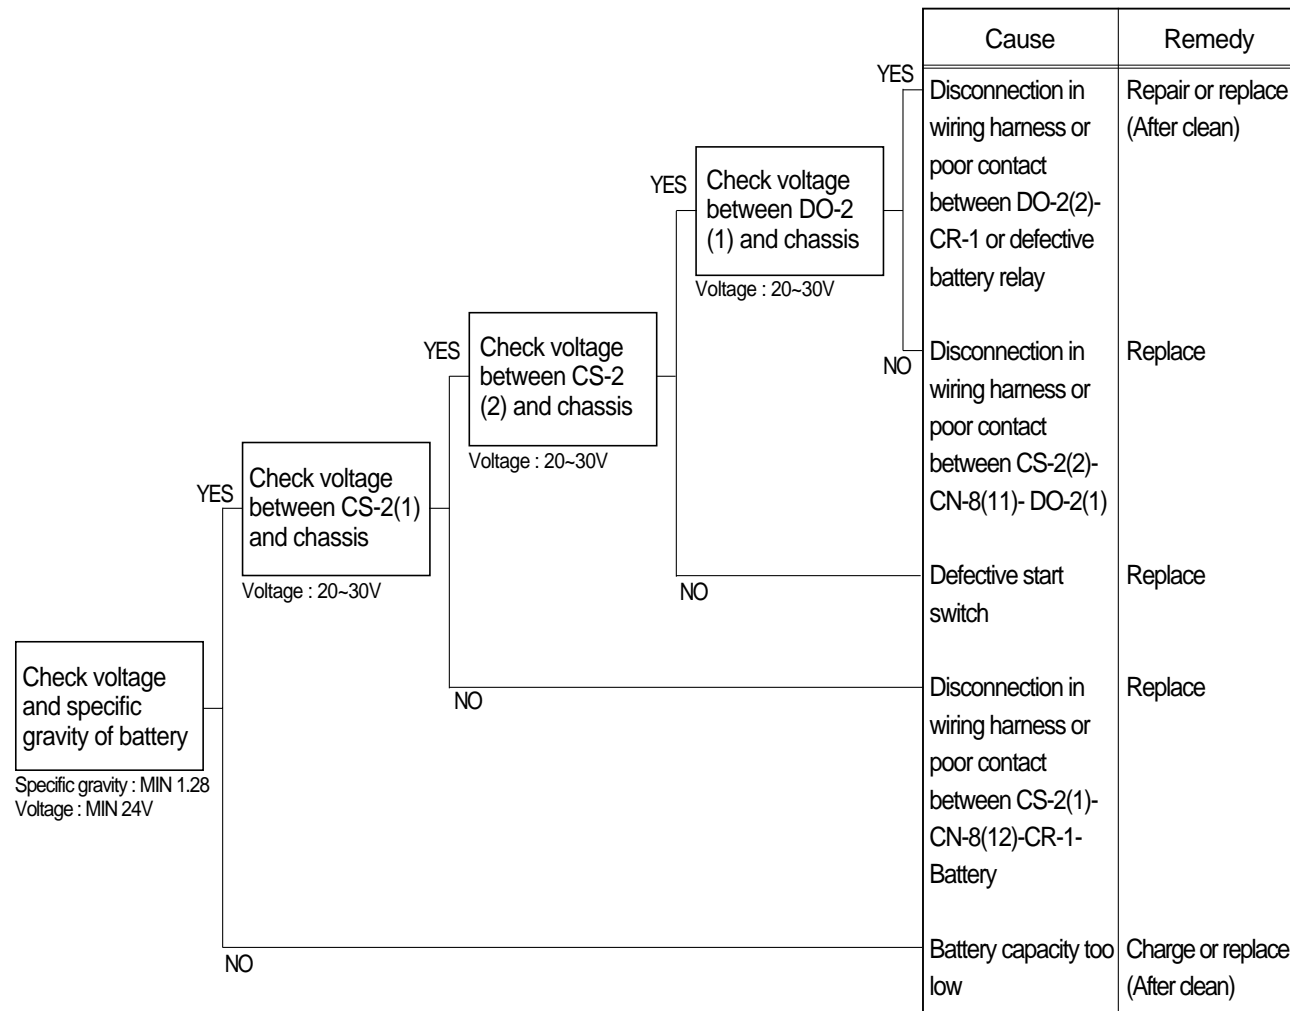 Cause
Remedy
YES
Disconnection in
wiring harness or
poor contact
between DO-2(2)-
CR-1 or defective
battery relay
Repair or replace
(After clean)
YES
Check voltage
between DO-2
(1) and chassis
Voltage : 20~30V
NO
Disconnection in
wiring harness or
poor contact
between CS-2(2)-
CN-8(11)- DO-2(1)
Replace
YES
Check voltage
between CS-2
(2) and chassis
Voltage : 20~30V
NO
Defective start
switch
Replace
YES
Check voltage
between CS-2(1)
and chassis
Voltage : 20~30V
NO
Disconnection in
wiring harness or
poor contact
between CS-2(1)-
CN-8(12)-CR-1-
Battery
Replace
Check voltage
and specific
gravity of battery
Specific gravity : MIN 1.28
Voltage : MIN 24V
NO
Battery capacity too
low
Charge or replace
(After clean)